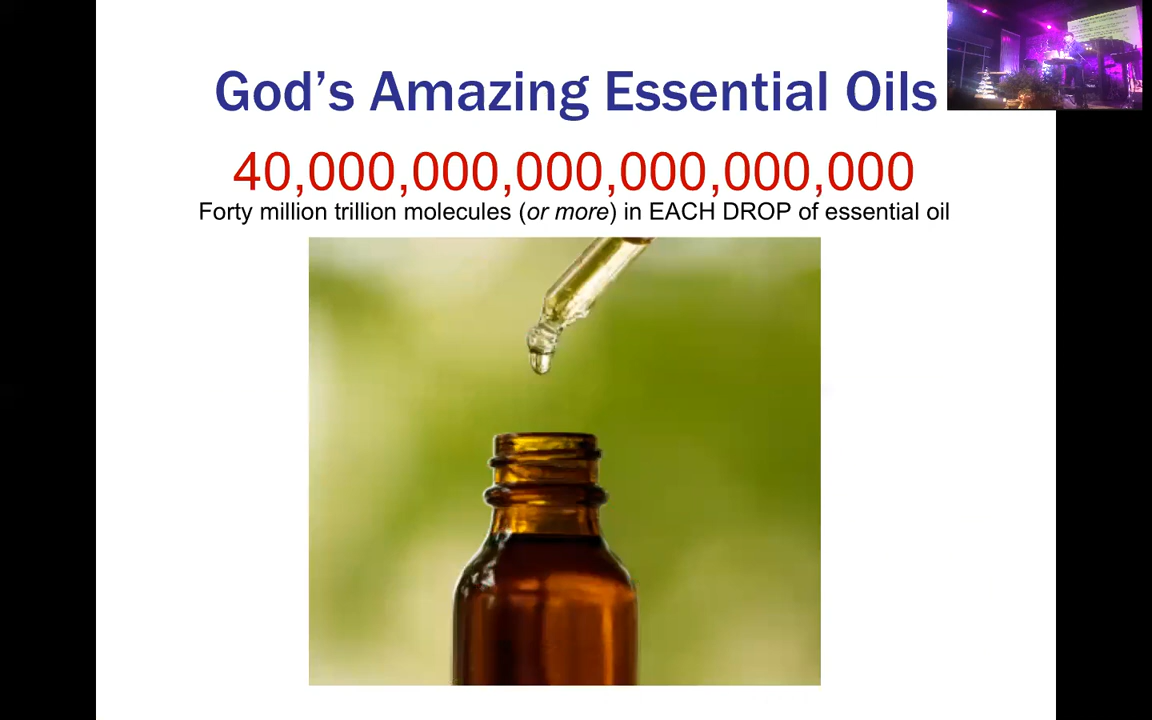 God's Amazing Essential Oils
40,000,000,000,000,000,000
Forty million trillion molecules (or more) in EACH DROP of essential oil